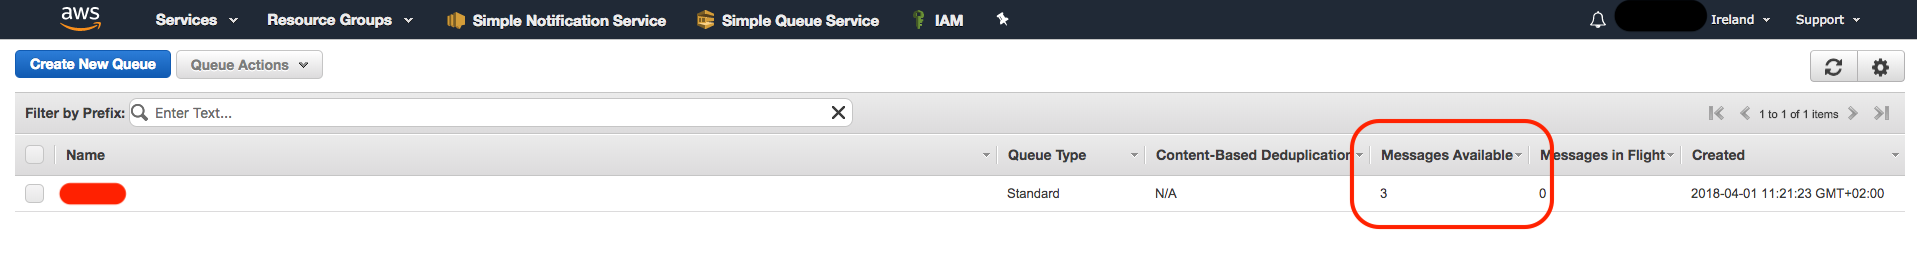 aws Services Resource Groups Simple Notification Service Simple Queue Service IAM Ireland Support
Create New Queue Queue Actions
Filter by Prefix: Enter Text... 1 to 1 of 1 items
Name Queue Type Content-Based Deduplication Messages Available Messages in Flight Created
Standard N/A 3 0 2018-04-01 11:21:23 GMT+02:00